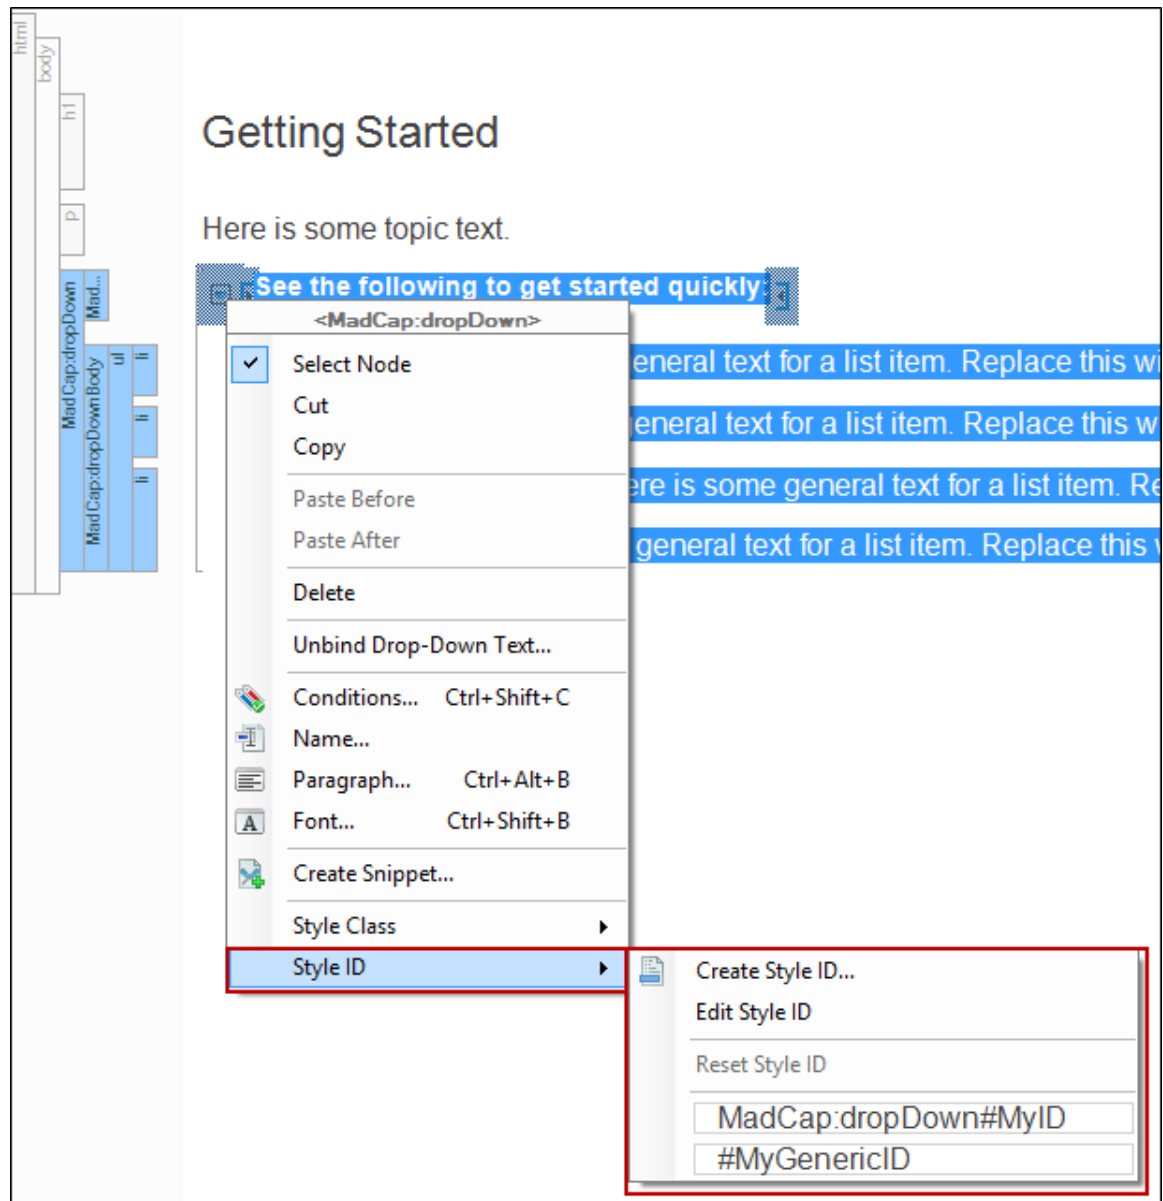 html
body
h1
Getting Started
p
Here is some topic text.
MadCap:dropDown
Mad...
See the following to get started quickly
<MadCap:dropDown>
MadCap:dropDownBody
ul
li
li
li
Select Node
eneral text for a list item. Replace this wi
Cut
eneral text for a list item. Replace this w
Copy
ere is some general text for a list item. Re
Paste Before
Paste After
general text for a list item. Replace this
Delete
Unbind Drop-Down Text...
Conditions... Ctrl+Shift+C
Name...
Paragraph... Ctrl+Alt+B
Font... Ctrl+Shift+B
Create Snippet...
Style Class
Style ID
Create Style ID...
Edit Style ID
Reset Style ID
MadCap:dropDown#MyID
#MyGenericID